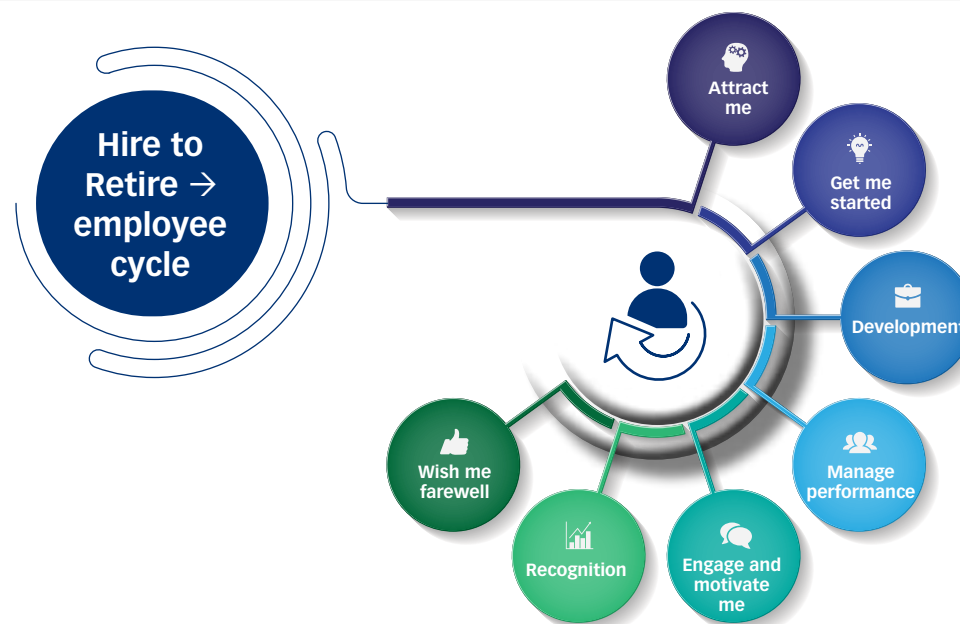 Hire to
Retire →
employee
cycle
Attract
me
Get me
started
Development
Manage
performance
Engage and
motivate
me
Recognition
Wish me
farewell